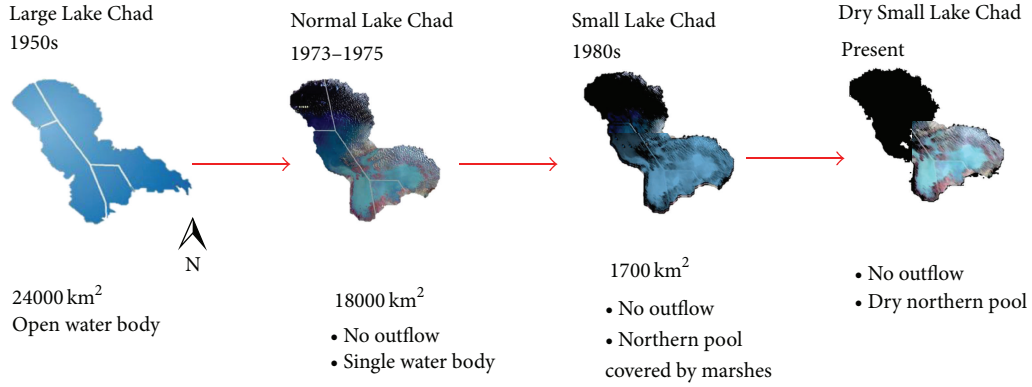 Large Lake Chad
1950s
24000 km²
Open water body
N
Normal Lake Chad
1973–1975
18000 km²
• No outflow
• Single water body
Small Lake Chad
1980s
1700 km²
• No outflow
• Northern pool
covered by marshes
Dry Small Lake Chad
Present
• No outflow
• Dry northern pool